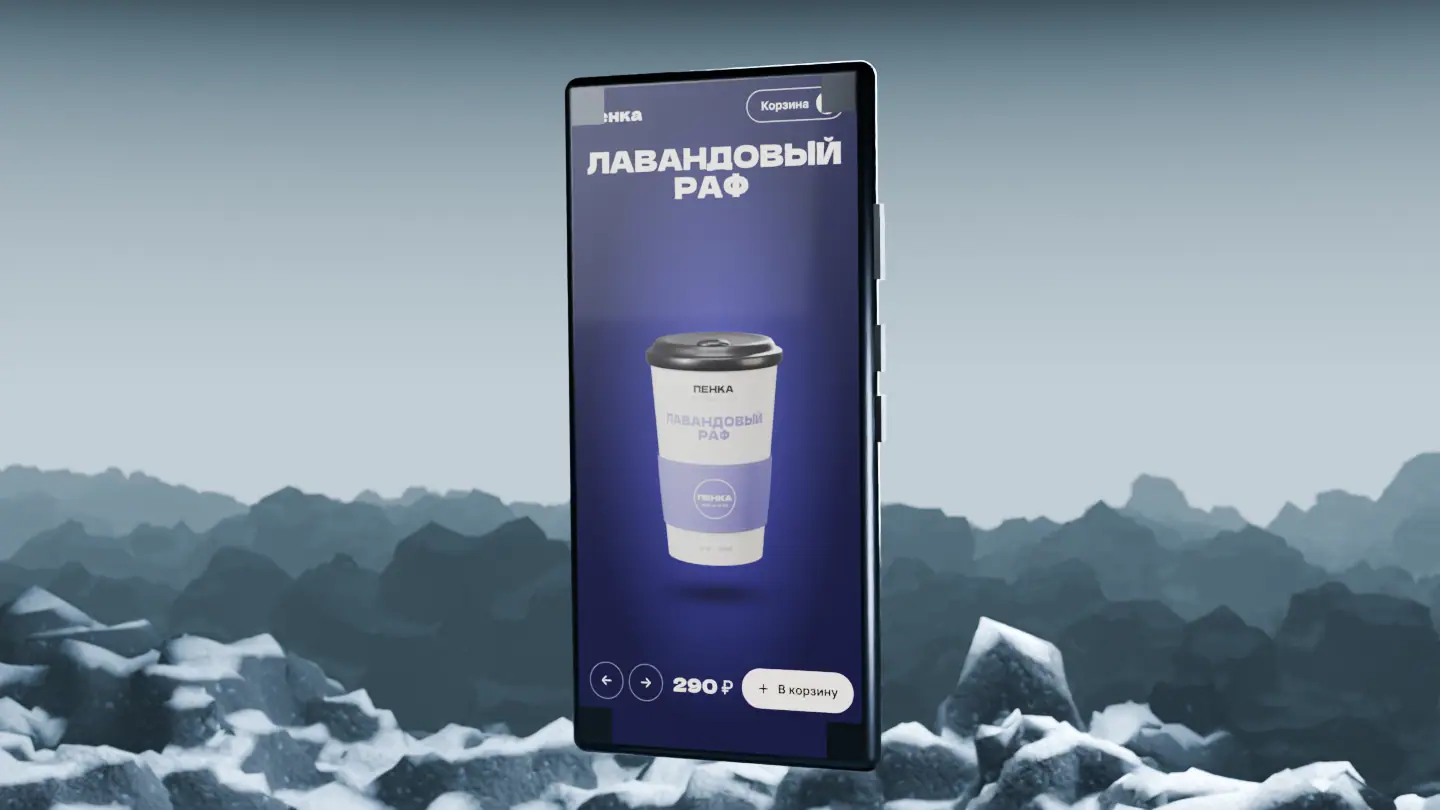 енка
Корзина
ЛАВАНДОВЫЙ
РАФ
ПЕНКА
ЛАВАНДОВЫЙ
РАФ
ПЕНКА
290 ₽
+ В корзину